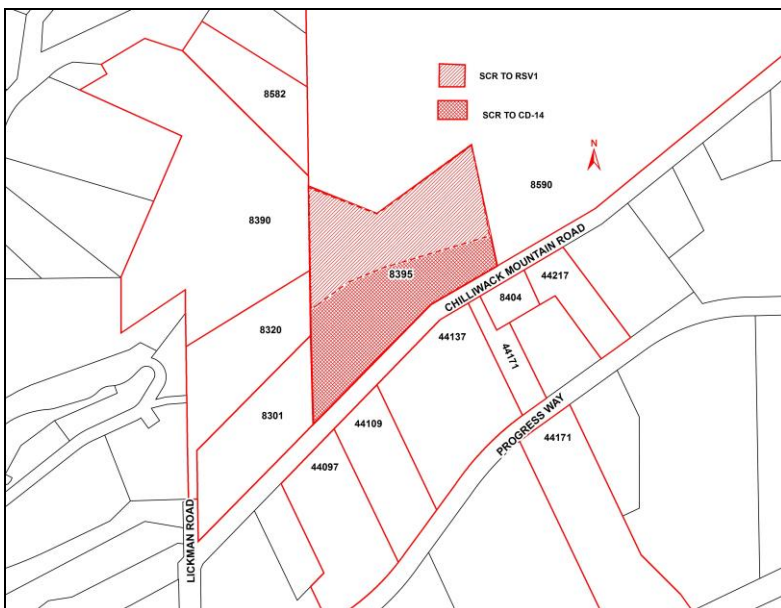 SCR TO RSV1
8582
SCR TO CD-14
N
8590
8390
CHILLIWACK MOUNTAIN ROAD
44217
8395
8404
8320
44137
44171
8301
44109
PROGRESS WAY
44171
44097
LICKMAN ROAD